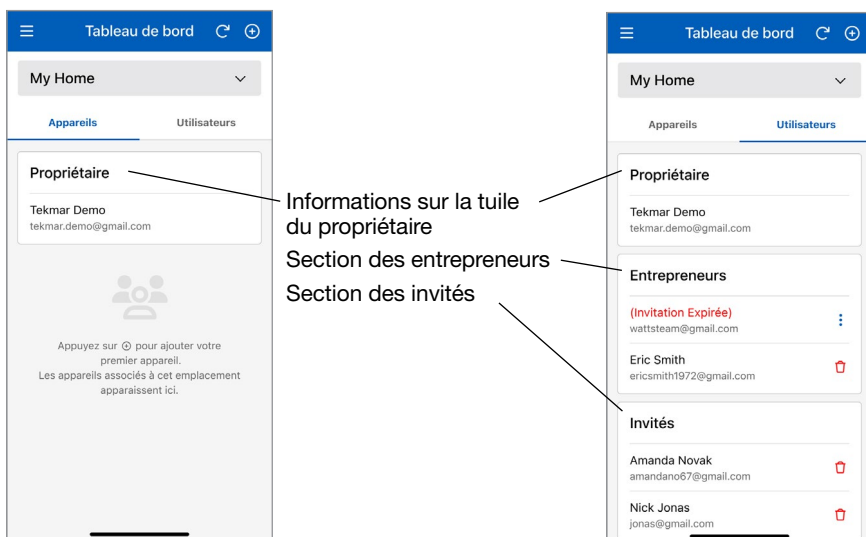 Tableau de bord
My Home
Appareils Utilisateurs
Propriétaire
Tekmar Demo
tekmar.demo@gmail.com
Appuyez sur ⊕ pour ajouter votre
premier appareil.
Les appareils associés à cet emplacement
apparaissent ici.
Informations sur la tuile
du propriétaire
Section des entrepreneurs
Section des invités
Tableau de bord
My Home
Appareils Utilisateurs
Propriétaire
Tekmar Demo
tekmar.demo@gmail.com
Entrepreneurs
(Invitation Expirée)
wattsteam@gmail.com
Eric Smith
ericsmith1972@gmail.com
Invités
Amanda Novak
amandano67@gmail.com
Nick Jonas
jonas@gmail.com